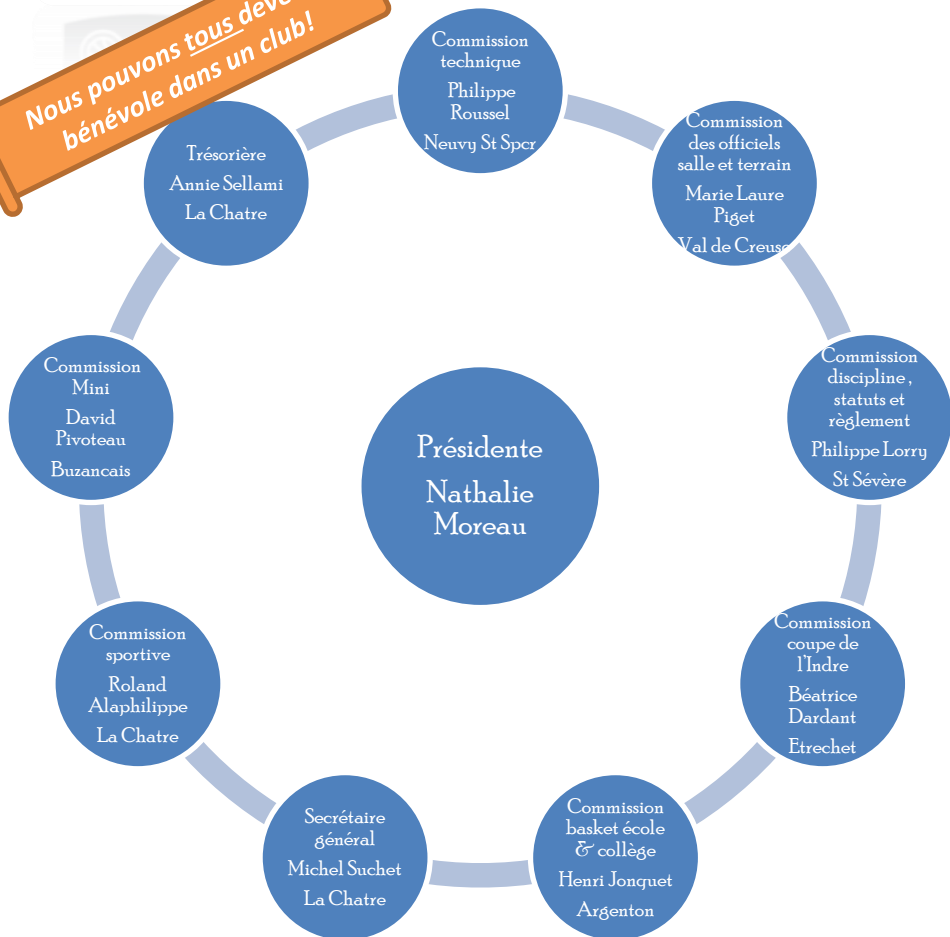 Nous pouvons tous
bénévole dans un club!
Commission
technique
Philippe
Roussel
Neuvy St Spcr
Commission
des officiels
salle et terrain
Marie Laure
Piget
Val de Creuse
Commission
discipline ,
statuts et
règlement
Philippe Lorry
St Sévère
Commission
coupe de
l'Indre
Béatrice
Dardant
Etrechet
Commission
basket école
& collège
Henri Jonquet
Argenton
Secrétaire
général
Michel Suchet
La Chatre
Commission
sportive
Roland
Alaphilippe
La Chatre
Commission
Mini
David
Pivoteau
Buzancais
Trésorière
Annie Sellami
La Chatre
Présidente
Nathalie
Moreau